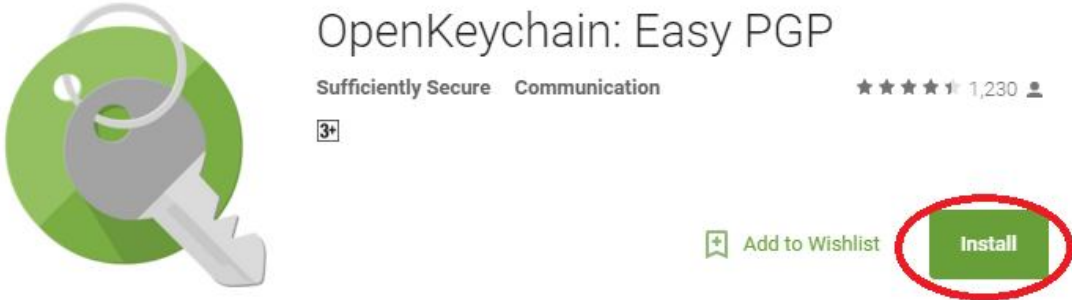 OpenKeychain: Easy PGP
Sufficiently Secure Communication 1,230
3+
Add to Wishlist Install